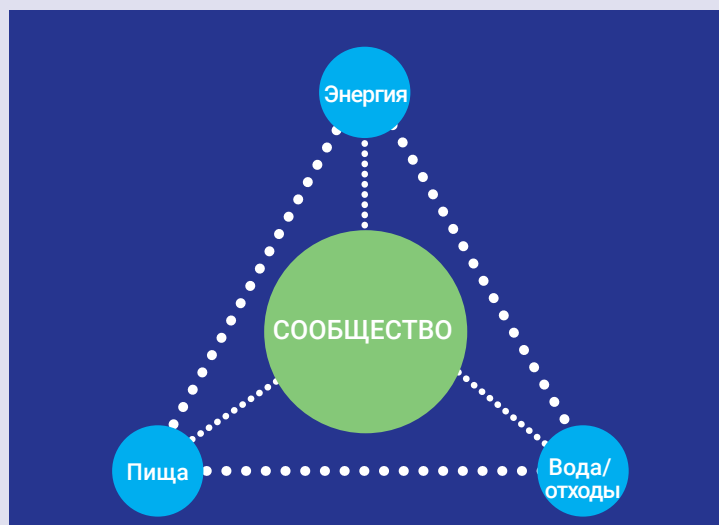 Энергия
СООБЩЕСТВО
Пища
Вода/
отходы